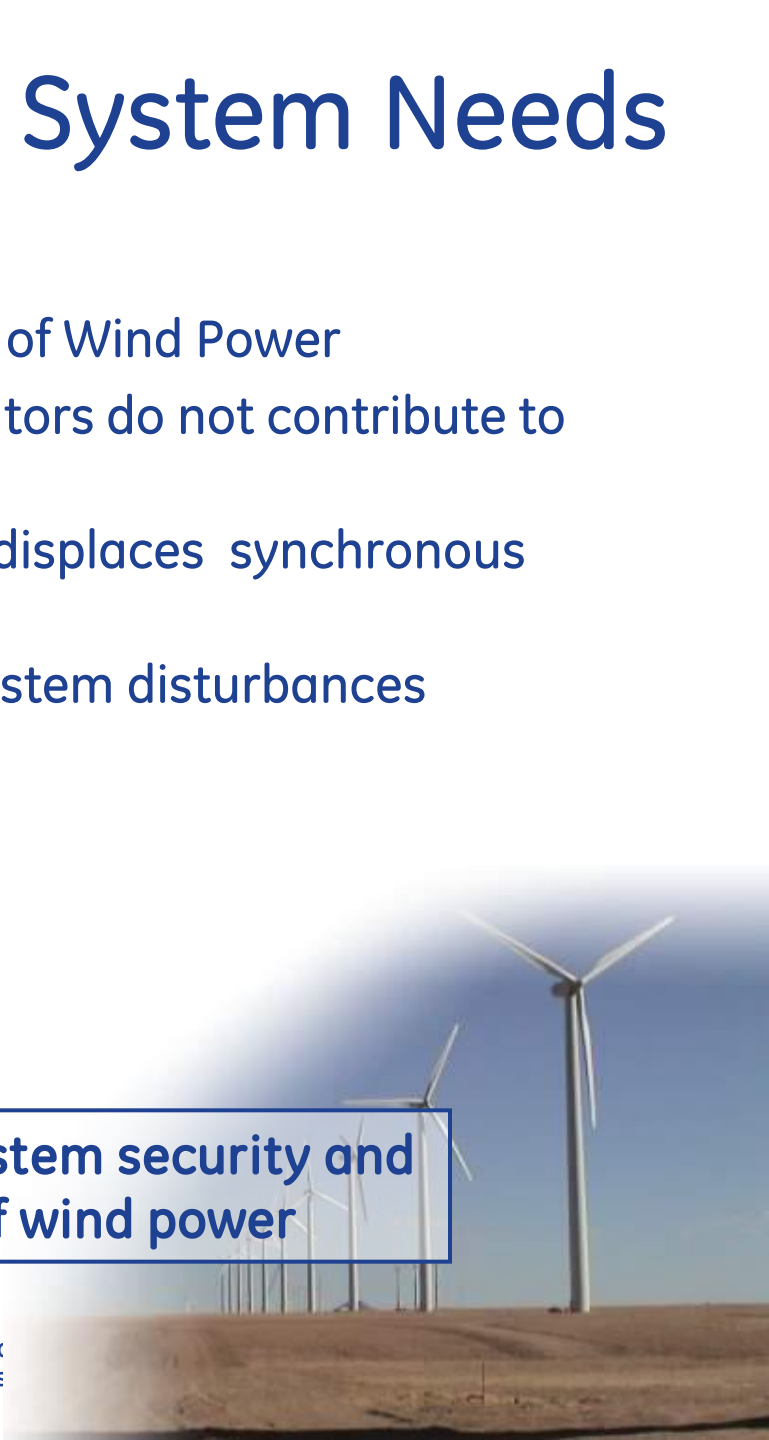 System Needs
of Wind Power
tors do not contribute to
displaces synchronous
stem disturbances
stem security and
f wind power